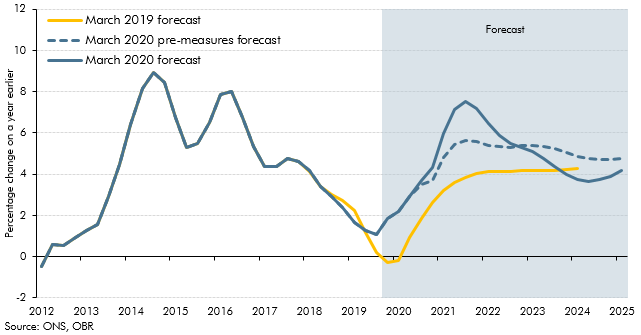 March 2019 forecast
March 2020 pre-measures forecast
March 2020 forecast
Forecast
Percentage change on a year earlier
12
10
8
6
4
2
0
-2
2012 2013 2014 2015 2016 2017 2018 2019 2020 2021 2022 2023 2024 2025
Source: ONS, OBR